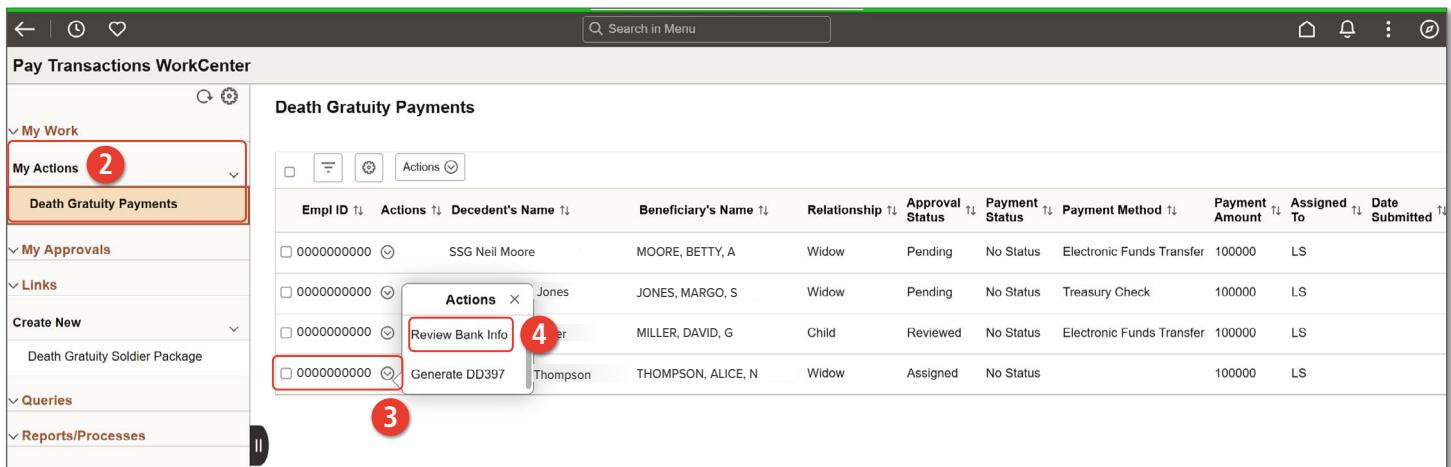 Search in Menu
Pay Transactions WorkCenter
My Work
My Actions
2
Death Gratuity Payments
My Approvals
Links
Create New
Death Gratuity Soldier Package
Queries
Reports/Processes
Death Gratuity Payments
Actions
Empl ID Actions Decedent's Name Beneficiary's Name Relationship Approval Status Payment Status Payment Method Payment Amount Assigned To Date Submitted
0000000000 SSG Neil Moore MOORE, BETTY, A Widow Pending No Status Electronic Funds Transfer 100000 LS
0000000000 Jones JONES, MARGO, S Widow Pending No Status Treasury Check 100000 LS
0000000000 er MILLER, DAVID, G Child Reviewed No Status Electronic Funds Transfer 100000 LS
0000000000 Thompson THOMPSON, ALICE, N Widow Assigned No Status 100000 LS
Actions
Review Bank Info
4
Generate DD397
3